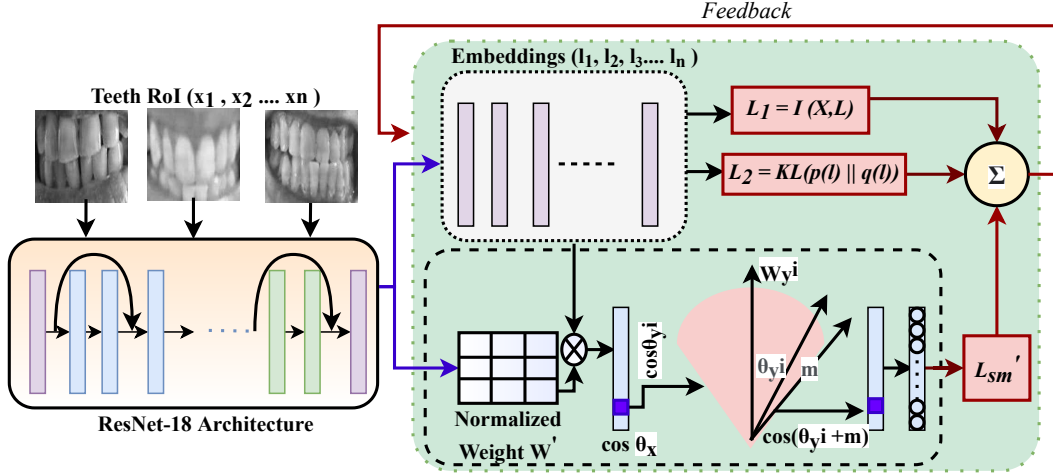 Feedback
Embeddings (l1, l2, l3.... ln )
Teeth RoI (x1 , x2 .... xn )
L1 = I (X,L)
L2 = KL(p(l) || q(l))
Σ
Wyi
θyi
m
cosθyi
cos(θyi +m)
cos θx
Lsm'
Normalized
Weight W'
ResNet-18 Architecture